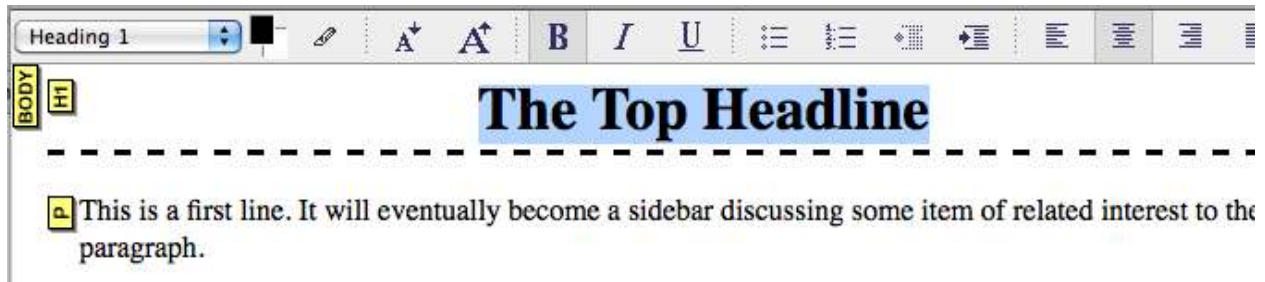 Heading 1 A A B I U
BODY H1 The Top Headline
P This is a first line. It will eventually become a sidebar discussing some item of related interest to the
paragraph.